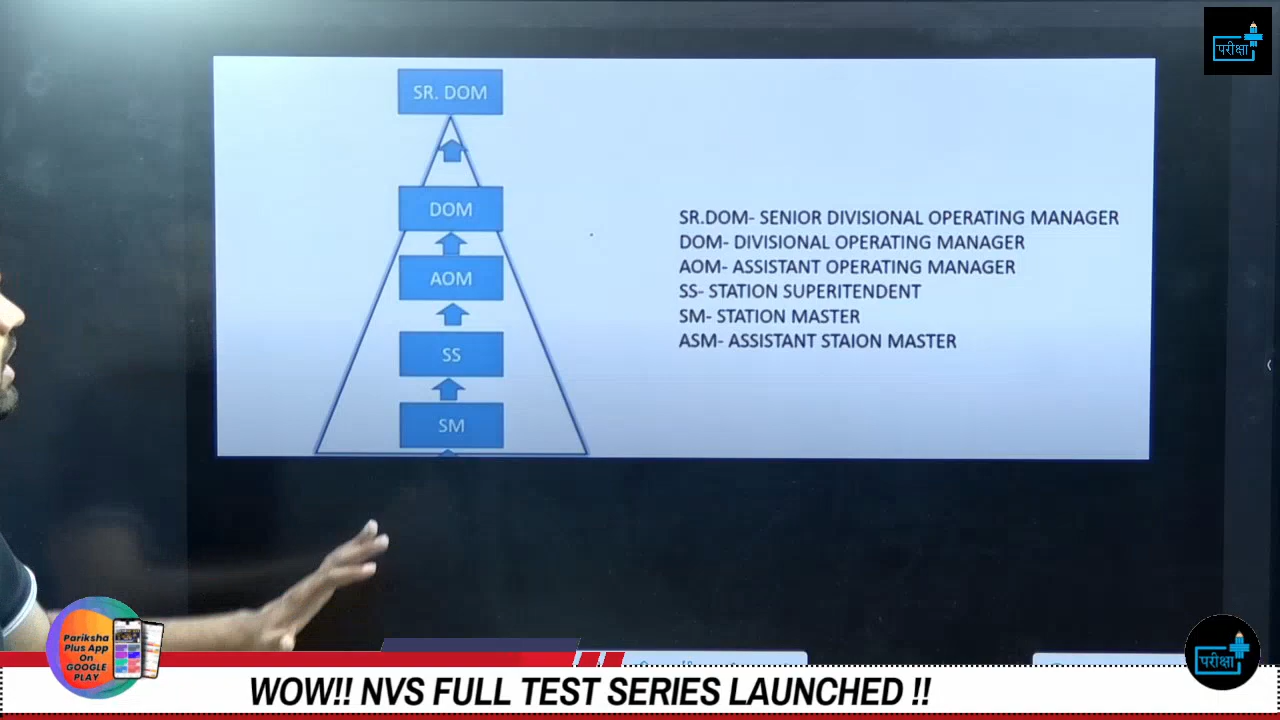 परीक्षा
SR. DOM
DOM
AOM
SS
SM
SR.DOM- SENIOR DIVISIONAL OPERATING MANAGER
DOM- DIVISIONAL OPERATING MANAGER
AOM- ASSISTANT OPERATING MANAGER
SS- STATION SUPERITENDENT
SM- STATION MASTER
ASM- ASSISTANT STAION MASTER
Pariksha
Plus App
On
GOOGLE
PLAY
परीक्षा
WOW!! NVS FULL TEST SERIES LAUNCHED !!